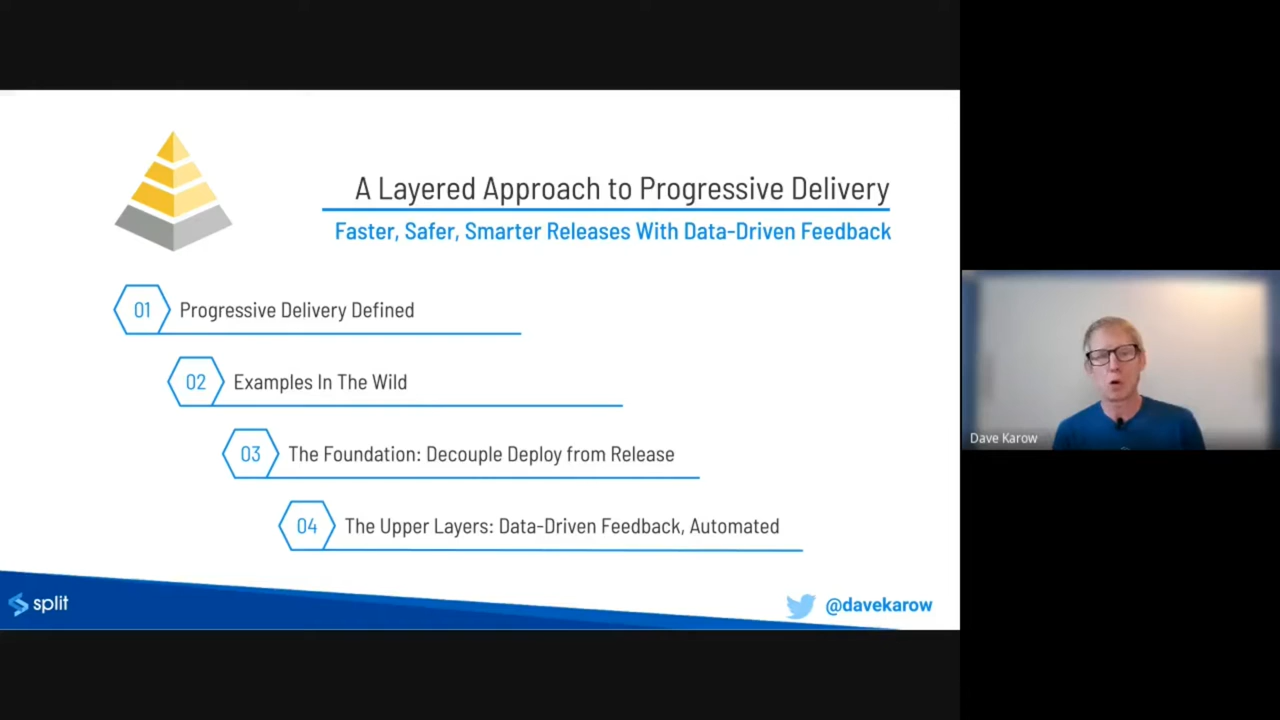 A Layered Approach to Progressive Delivery
Faster, Safer, Smarter Releases With Data-Driven Feedback
01 Progressive Delivery Defined
02 Examples In The Wild
03 The Foundation: Decouple Deploy from Release
04 The Upper Layers: Data-Driven Feedback, Automated
split
@davekarow
Dave Karow